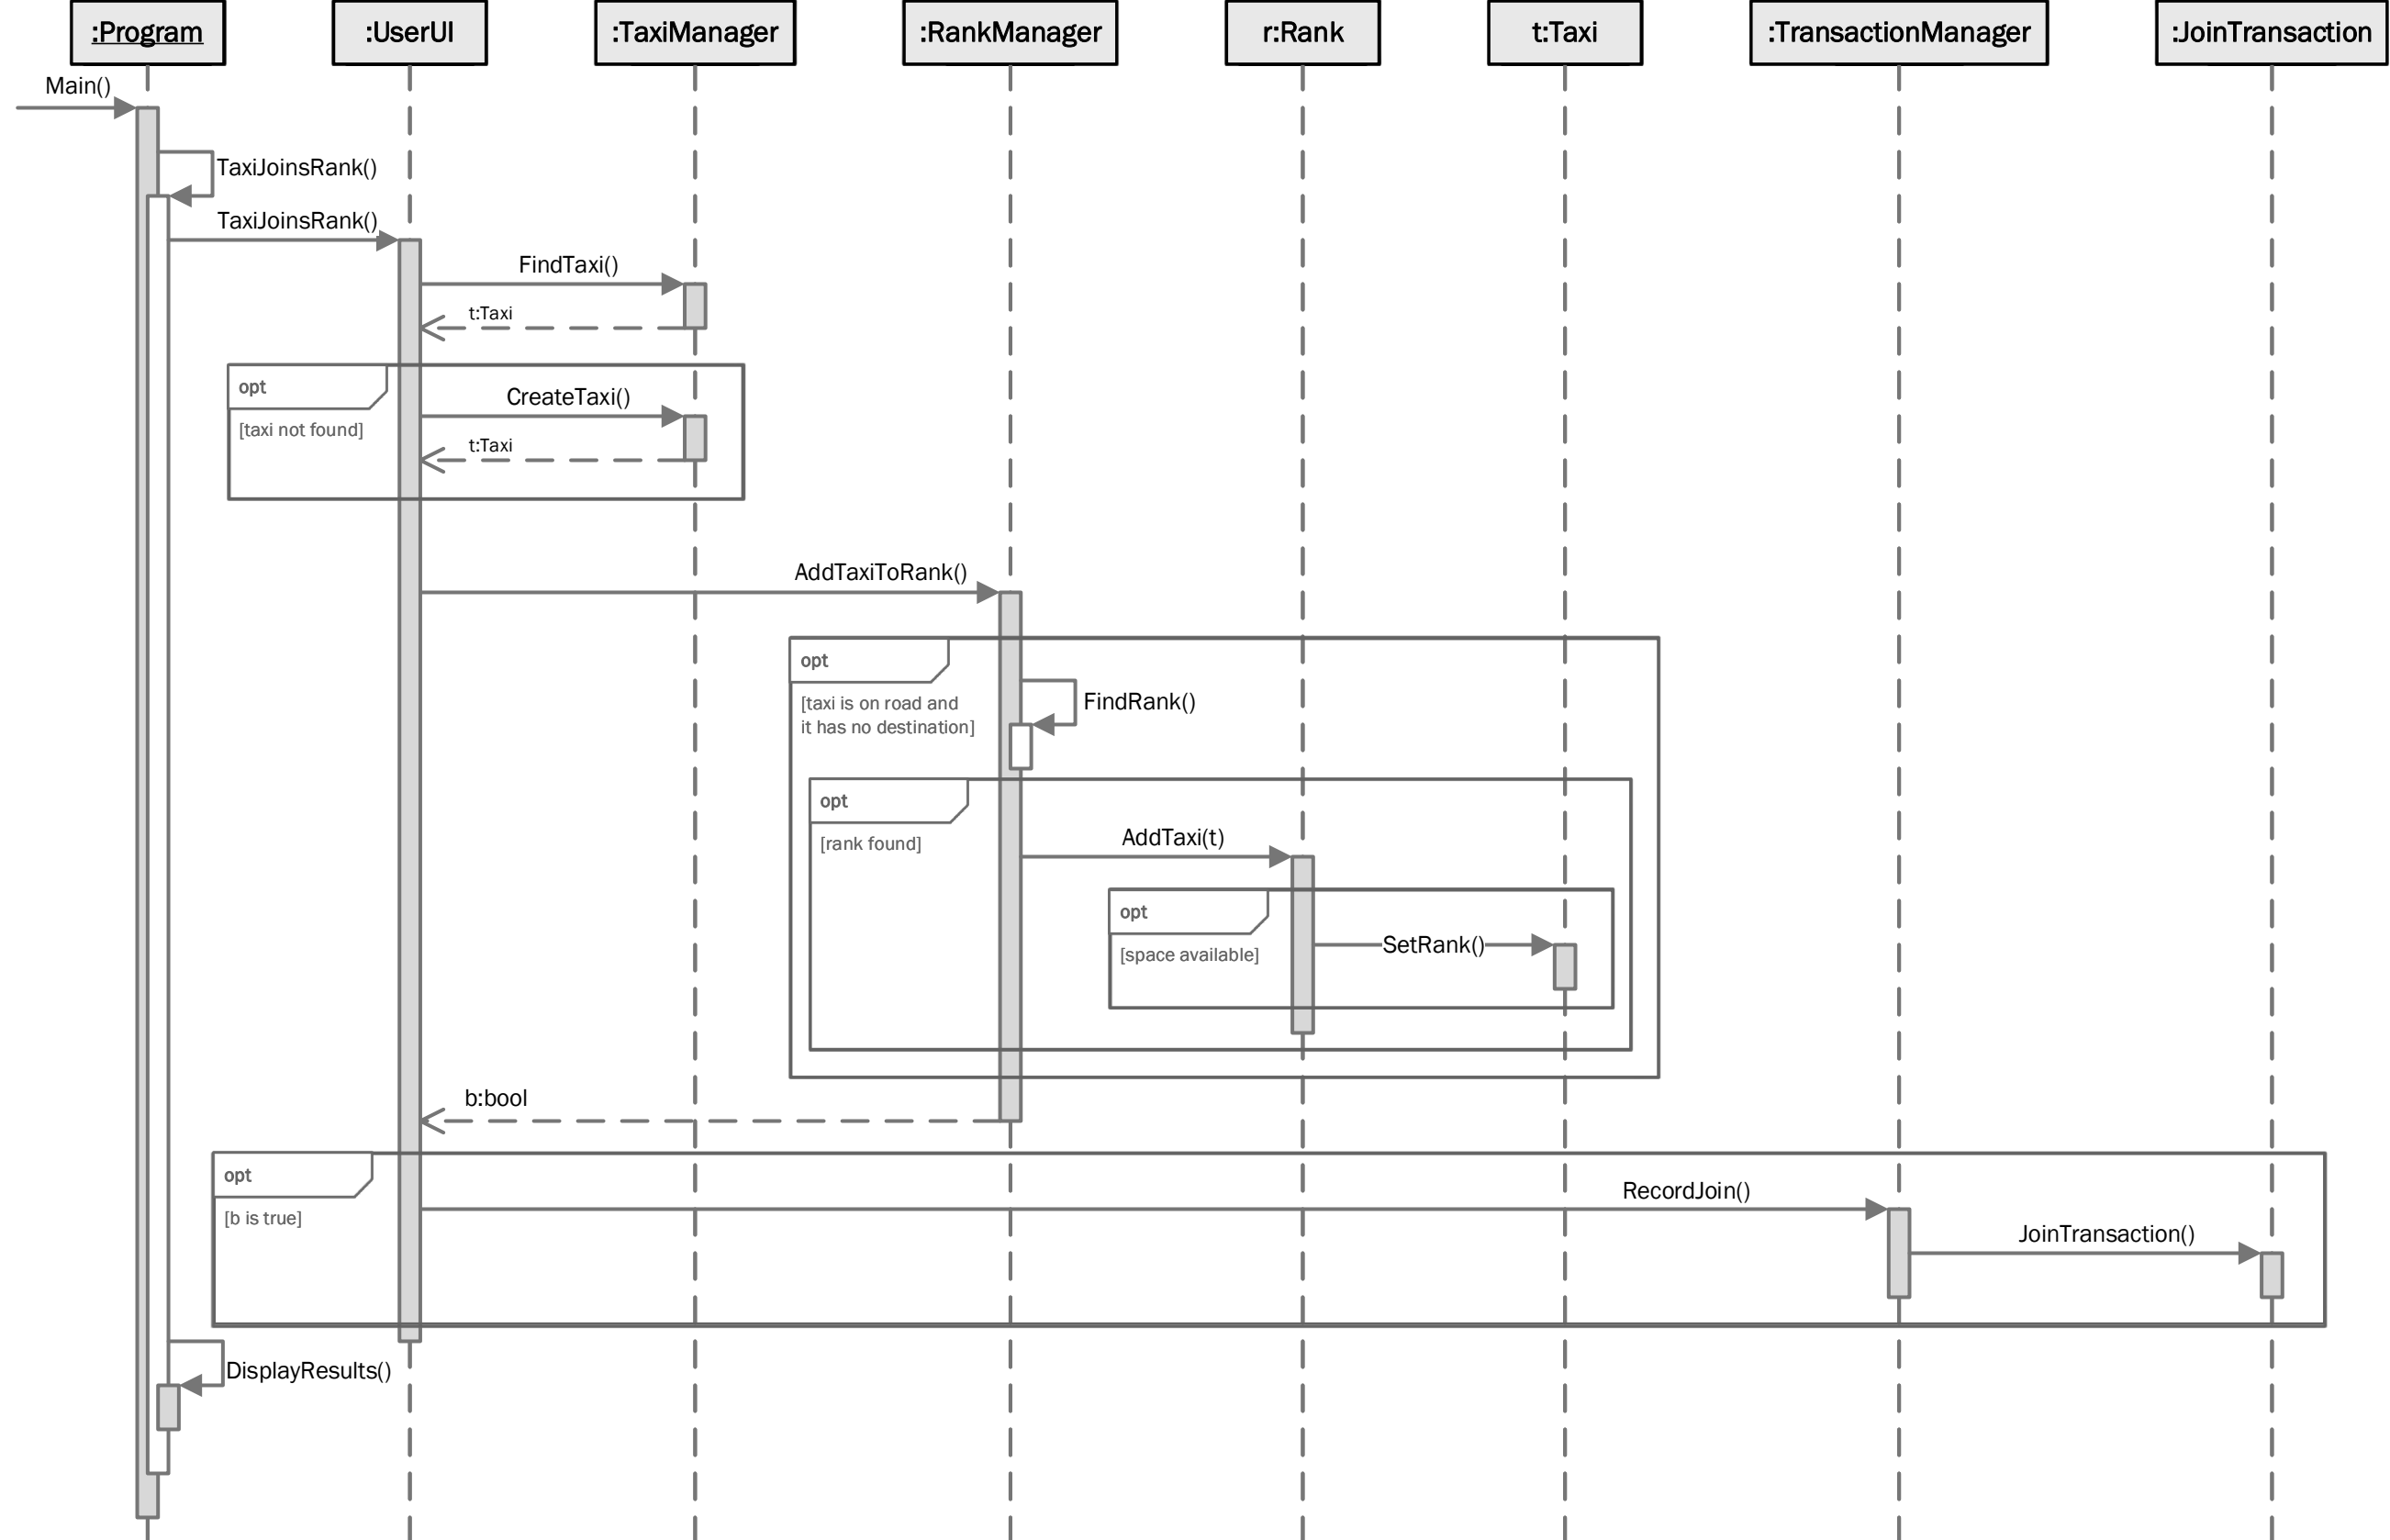 :Program
:UserUI
:TaxiManager
:RankManager
r:Rank
t:Taxi
:TransactionManager
:JoinTransaction
Main()
TaxiJoinsRank()
TaxiJoinsRank()
FindTaxi()
t:Taxi
opt
[taxi not found]
CreateTaxi()
t:Taxi
AddTaxiToRank()
opt
[taxi is on road and
it has no destination]
FindRank()
opt
[rank found]
AddTaxi(t)
opt
[space available]
SetRank()
b:bool
opt
[b is true]
RecordJoin()
JoinTransaction()
DisplayResults()